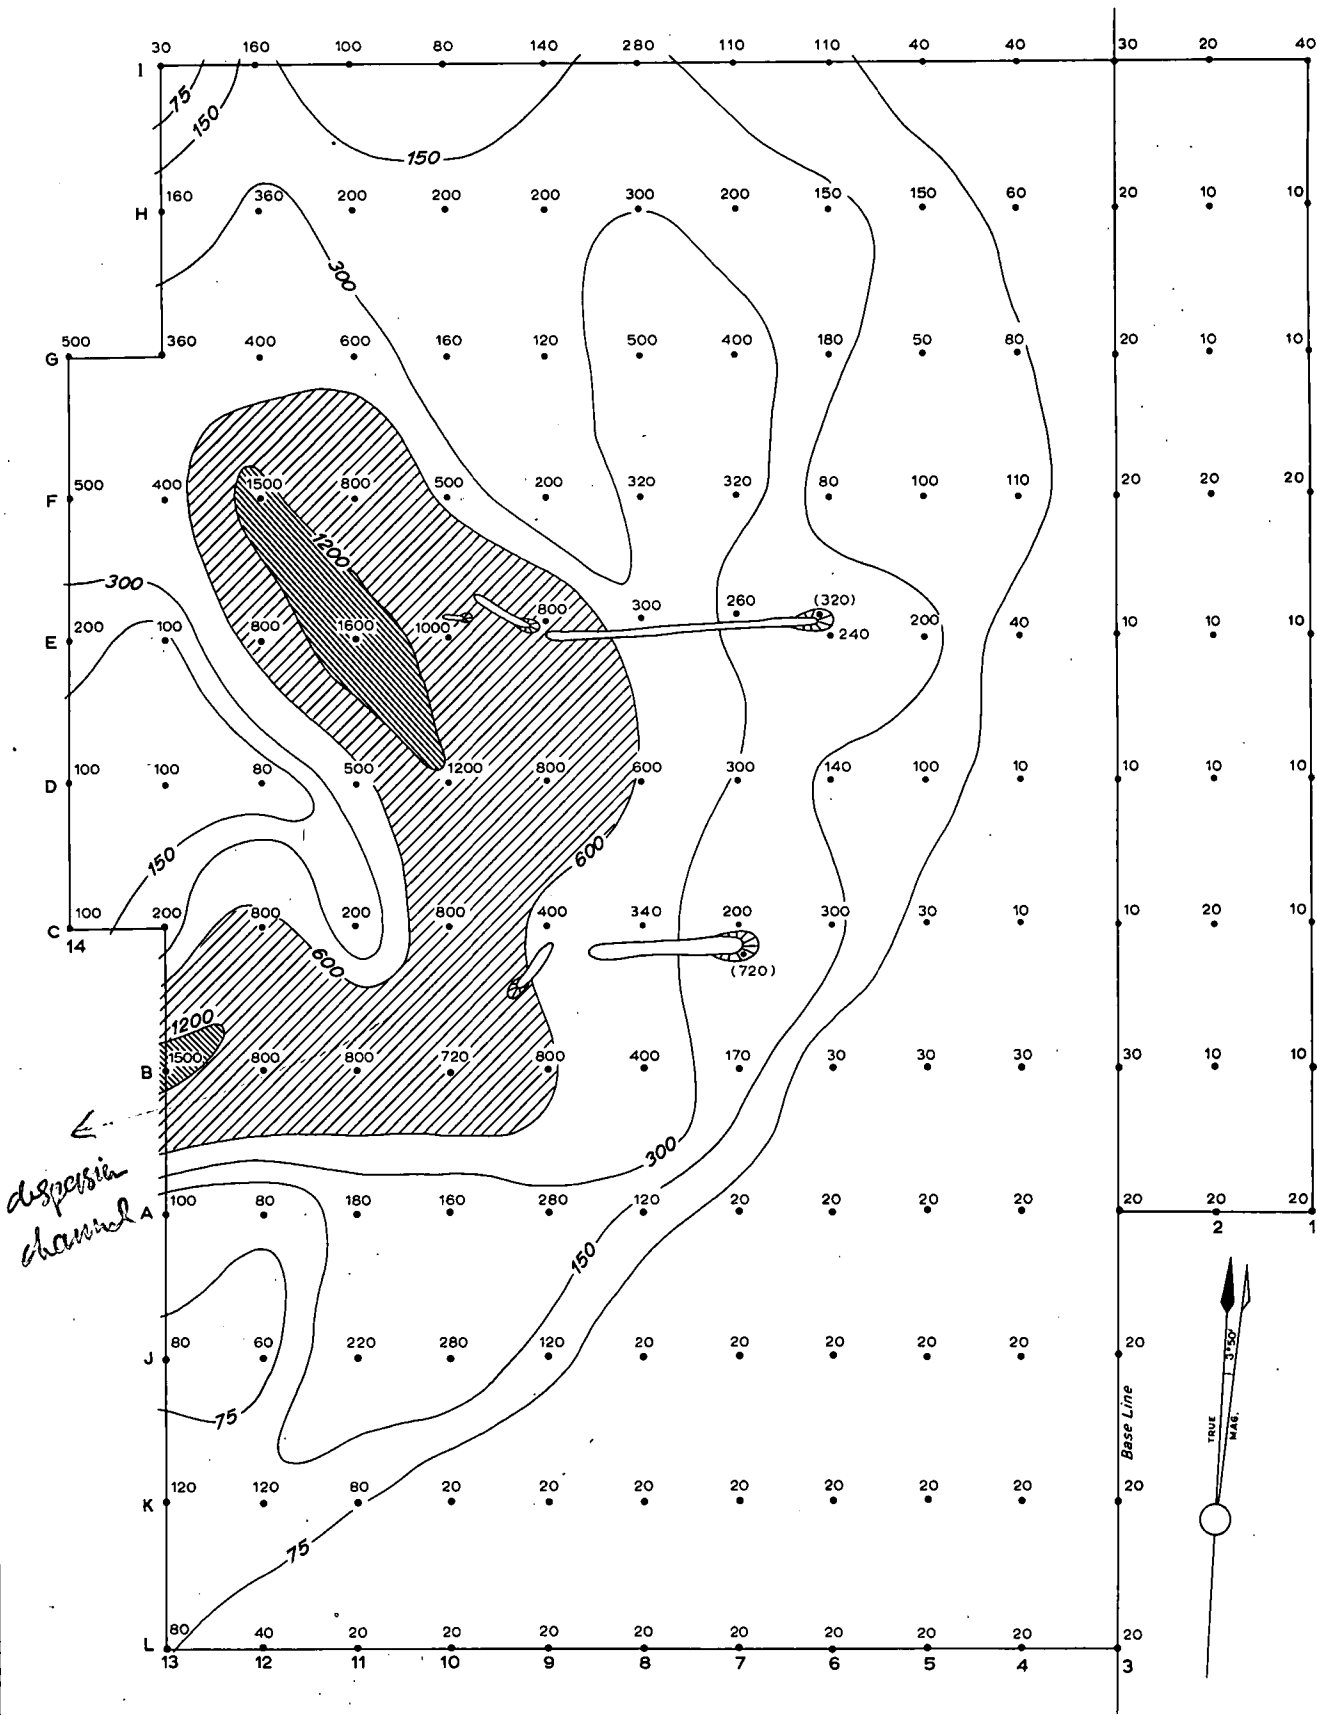 30 160 100 80 140 280 110 110 40 40 30 20 40
I
75
150
150
160 360 200 200 200 300 200 150 150 60 20 10 10
H
300
500 360 400 600 160 120 500 400 180 50 80 20 10 10
G
500 400 1500 800 500 200 320 320 80 100 110 20 20 20
F
1200
300
800 300 260 (320)
200 100 800 1600 1000 240 200 40 10 10 10
E
100 100 80 500 1200 800 600 300 140 100 10 10 10 10
D
600
150
100 200 800 200 800 400 340 200 300 30 10 10 20 10
C
14
600
(720)
1200
1500 800 800 720 800 400 170 30 30 30 30 10 10
B
300
dispersion
channel
100 80 180 160 280 120 20 20 20 20 20 20 20
A
2 1
150
3°50'
80 60 220 280 120 20 20 20 20 20 20
J
75
Base Line
TRUE
MAG.
120 120 80 20 20 20 20 20 20 20 20
K
75
80 40 20 20 20 20 20 20 20 20 20
L
13 12 11 10 9 8 7 6 5 4 3